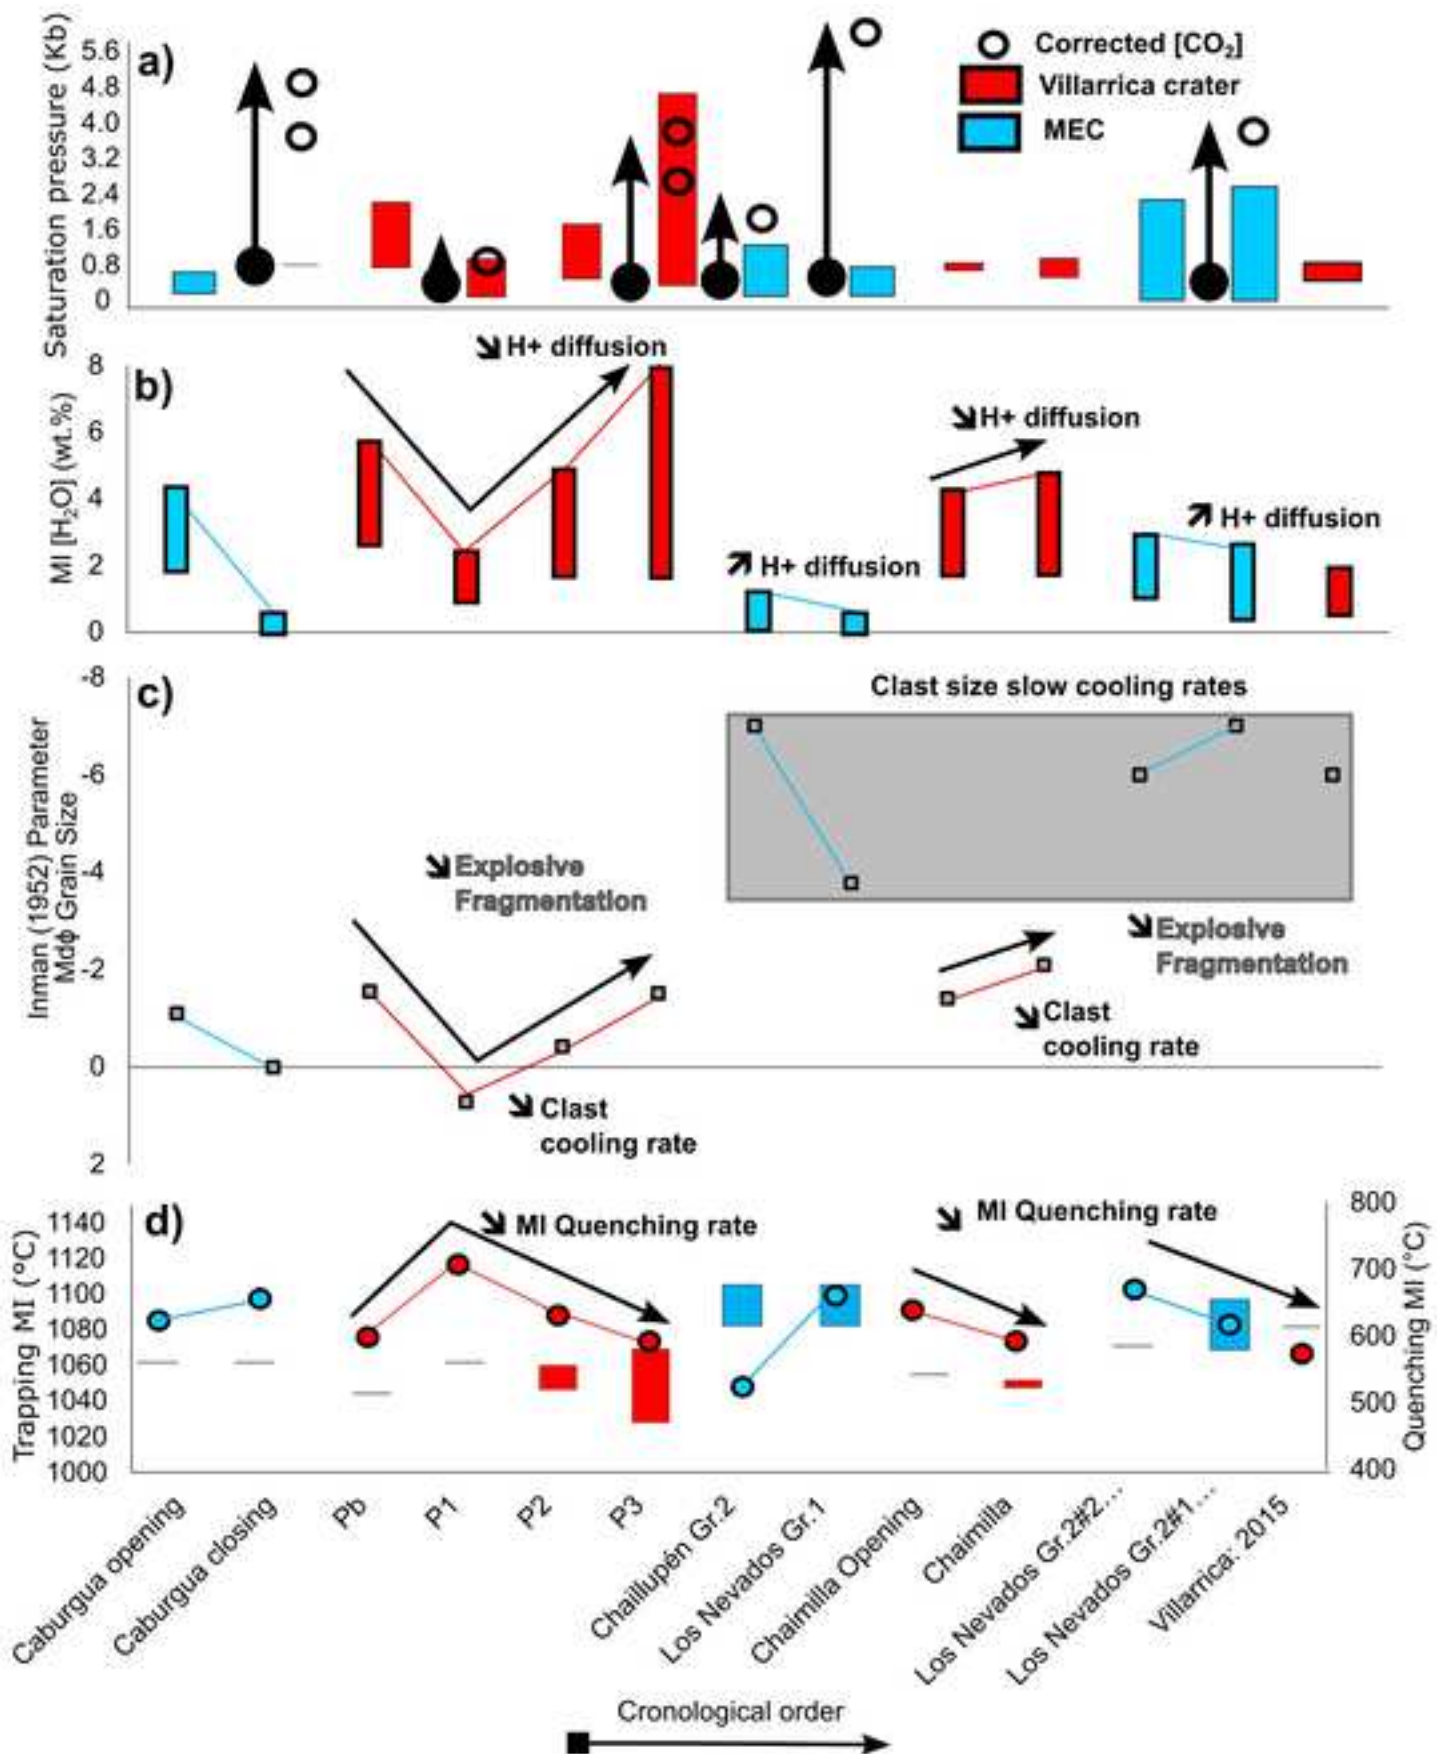 a)
Saturation pressure (Kb)
5.6
4.8
4.0
3.2
2.4
1.6
0.8
0
Corrected [CO₂]
Villarrica crater
MEC
b)
MI [H₂O] (wt.%)
8
6
4
2
0
H+ diffusion
H+ diffusion
H+ diffusion
H+ diffusion
c)
Inman (1952) Parameter
Mdϕ Grain Size
-8
-6
-4
-2
0
2
Clast size slow cooling rates
Explosive
Fragmentation
Clast
cooling rate
Explosive
Fragmentation
Clast
cooling rate
d)
Trapping MI (°C)
1140
1120
1100
1080
1060
1040
1020
1000
MI Quenching rate
MI Quenching rate
800
700
600
500
400
Quenching MI (°C)
Caburgua opening
Caburgua closing
Pb
P1
P2
P3
Chaillupén Gr.2
Los Nevados Gr.1
Chaimilla Opening
Chaimilla
Los Nevados Gr.2#2...
Los Nevados Gr.2#1...
Villarrica: 2015
Cronological order